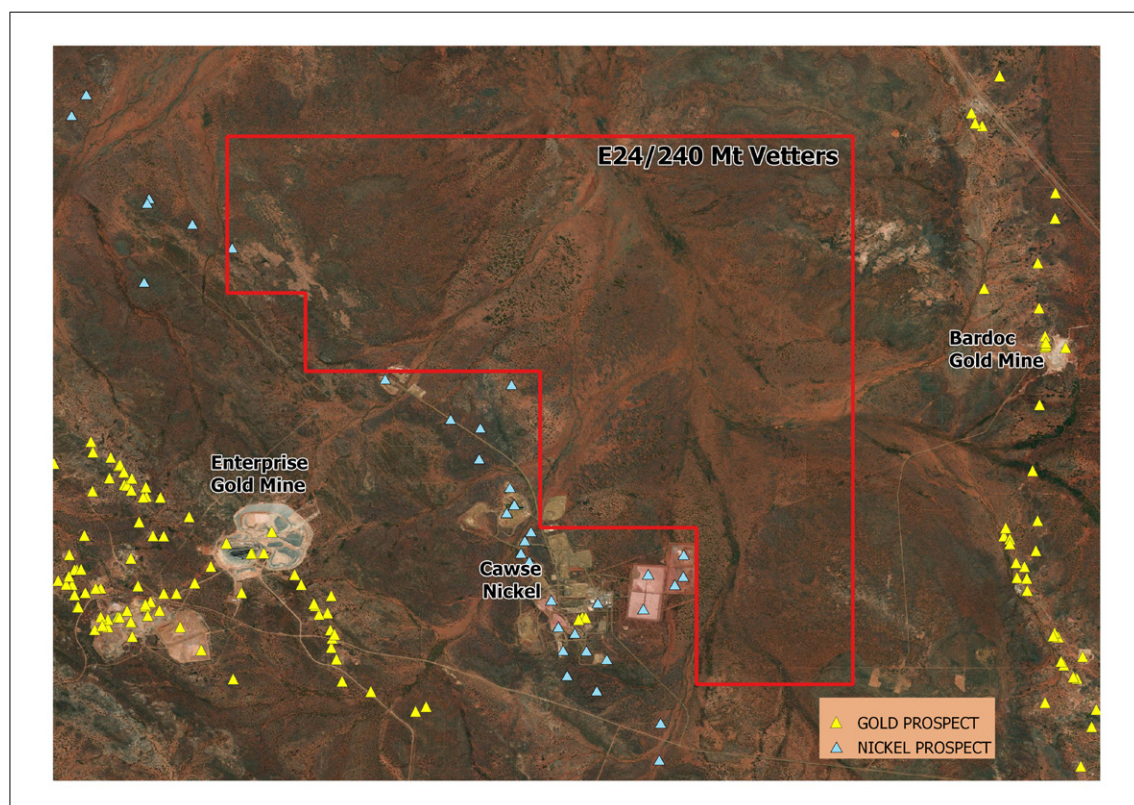 E24/240 Mt Vetters
Bardoc
Gold Mine
Enterprise
Gold Mine
Cawse
Nickel
GOLD PROSPECT
NICKEL PROSPECT